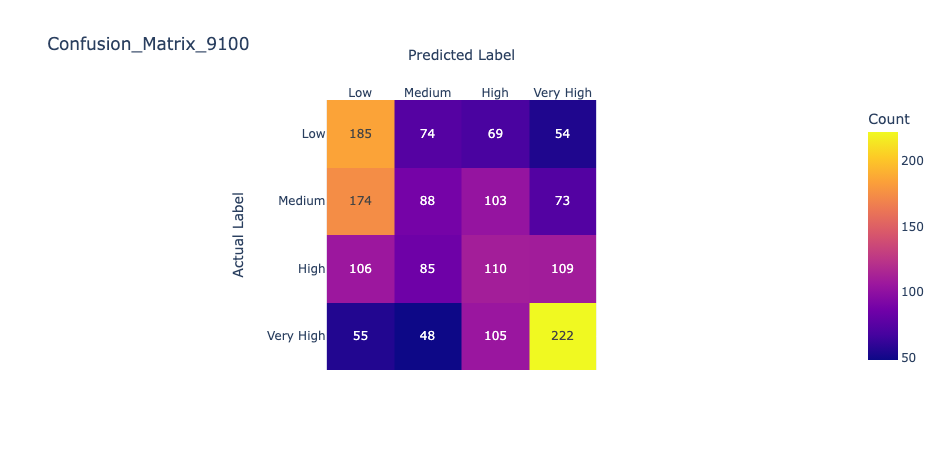 Confusion_Matrix_9100
Predicted Label
Low Medium High Very High
Count
Actual Label
Low 185 74 69 54
Medium 174 88 103 73
High 106 85 110 109
Very High 55 48 105 222
200
150
100
50